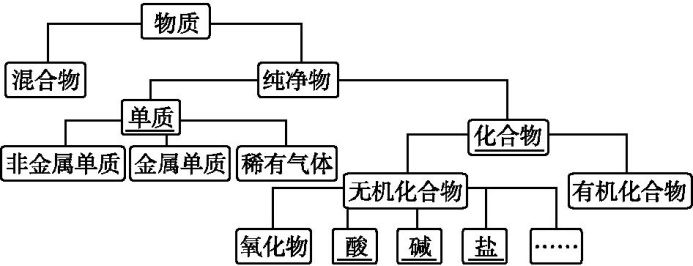 物质
混合物
纯净物
单质
化合物
非金属单质
金属单质
稀有气体
无机化合物
有机化合物
氧化物
酸
碱
盐
……